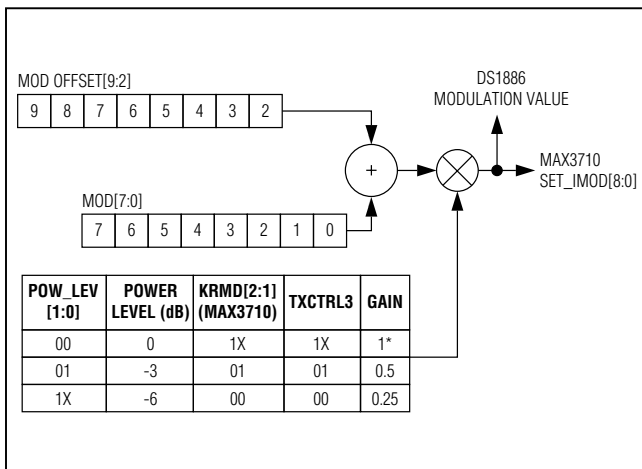 MOD OFFSET[9:2]
9 8 7 6 5 4 3 2
DS1886
MODULATION VALUE
+
MAX3710
SET_IMOD[8:0]
MOD[7:0]
7 6 5 4 3 2 1 0
POW_LEV [1:0] POWER LEVEL (dB) KRMD[2:1] (MAX3710) TXCTRL3 GAIN
00 0 1X 1X 1*
01 -3 01 01 0.5
1X -6 00 00 0.25